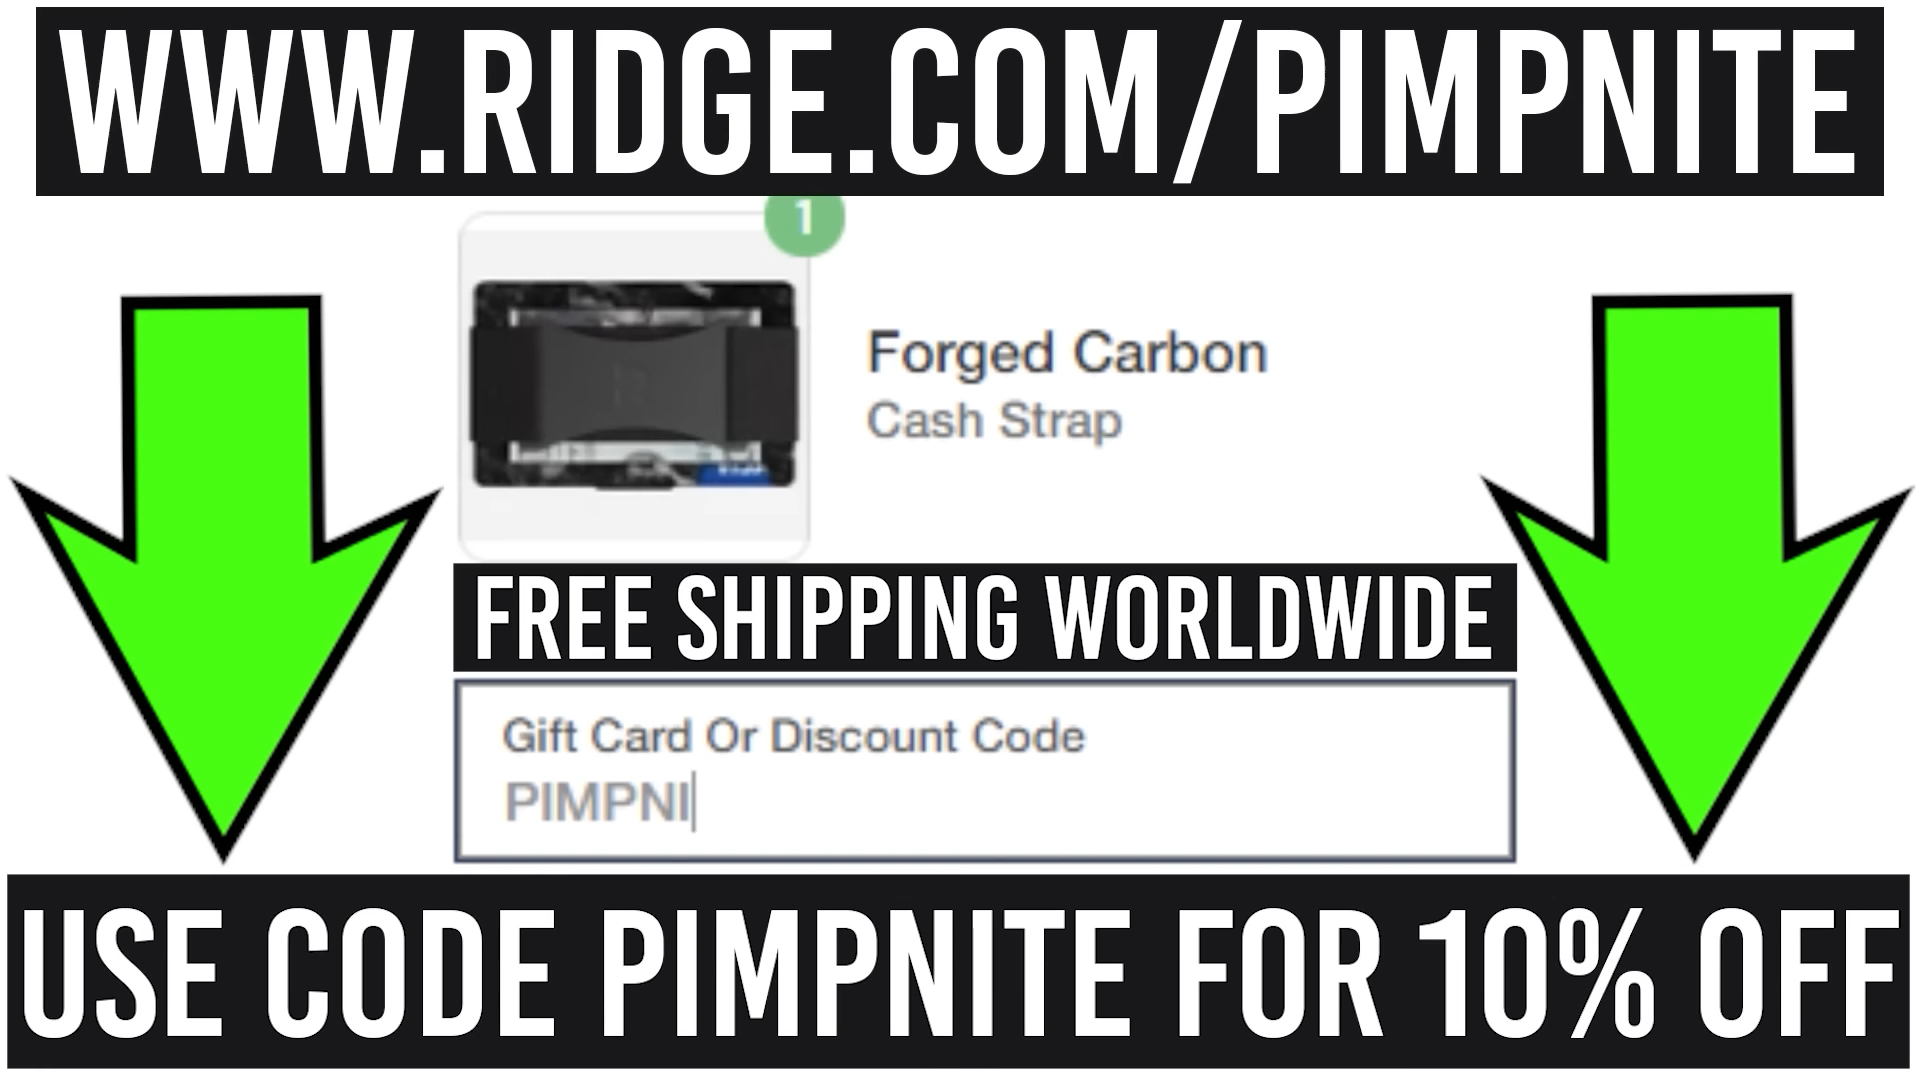 WWW.RIDGE.COM/PIMPNITE
1
Forged Carbon
Cash Strap
FREE SHIPPING WORLDWIDE
Gift Card Or Discount Code
PIMPNI
USE CODE PIMPNITE FOR 10% OFF